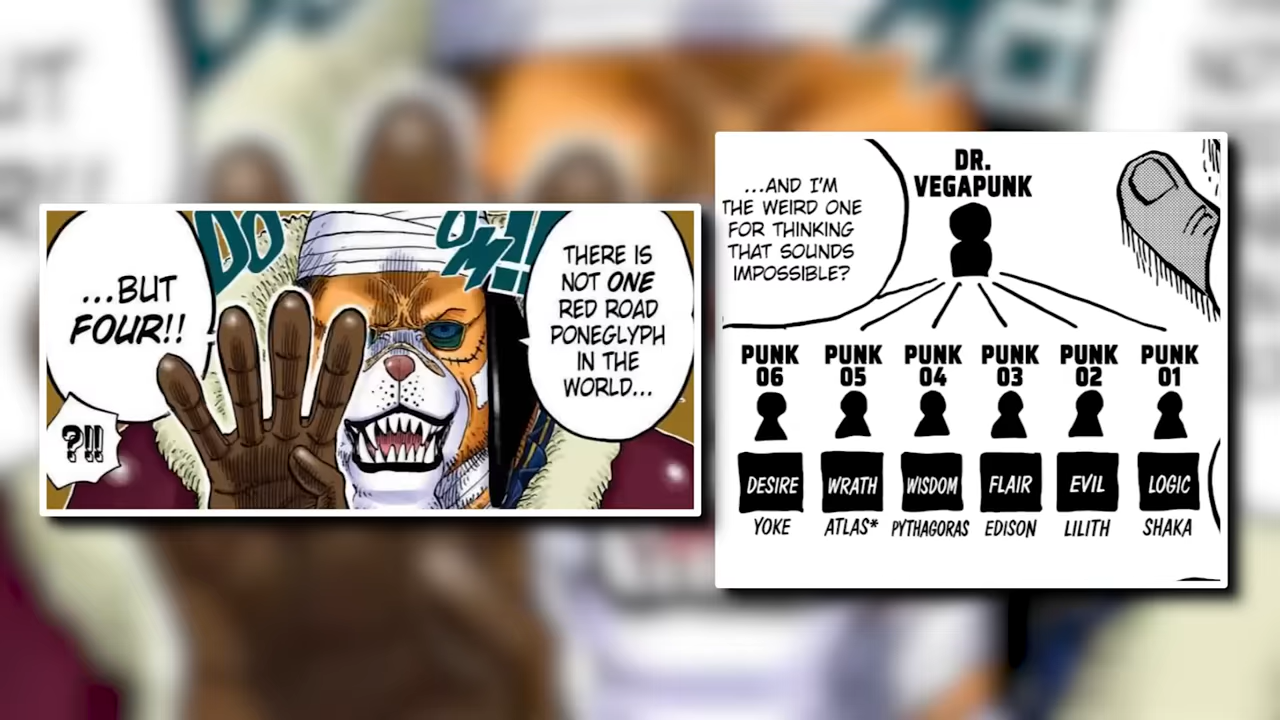 ...BUT
FOUR!!
?!!
DO
OM!!
THERE IS
NOT ONE
RED ROAD
PONEGLYPH
IN THE
WORLD...
...AND I'M
THE WEIRD ONE
FOR THINKING
THAT SOUNDS
IMPOSSIBLE?
DR.
VEGAPUNK
PUNK 06
PUNK 05
PUNK 04
PUNK 03
PUNK 02
PUNK 01
DESIRE
WRATH
WISDOM
FLAIR
EVIL
LOGIC
YOKE
ATLAS*
PYTHAGORAS
EDISON
LILITH
SHAKA